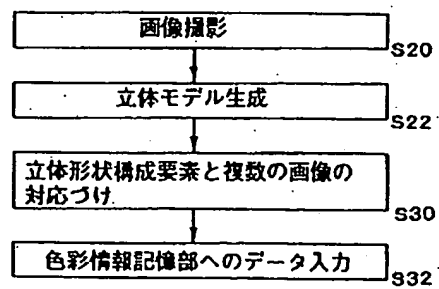 画像撮影
S20
立体モデル生成
S22
立体形状構成要素と複数の画像の
対応づけ
S30
色彩情報記憶部へのデータ入力
S32